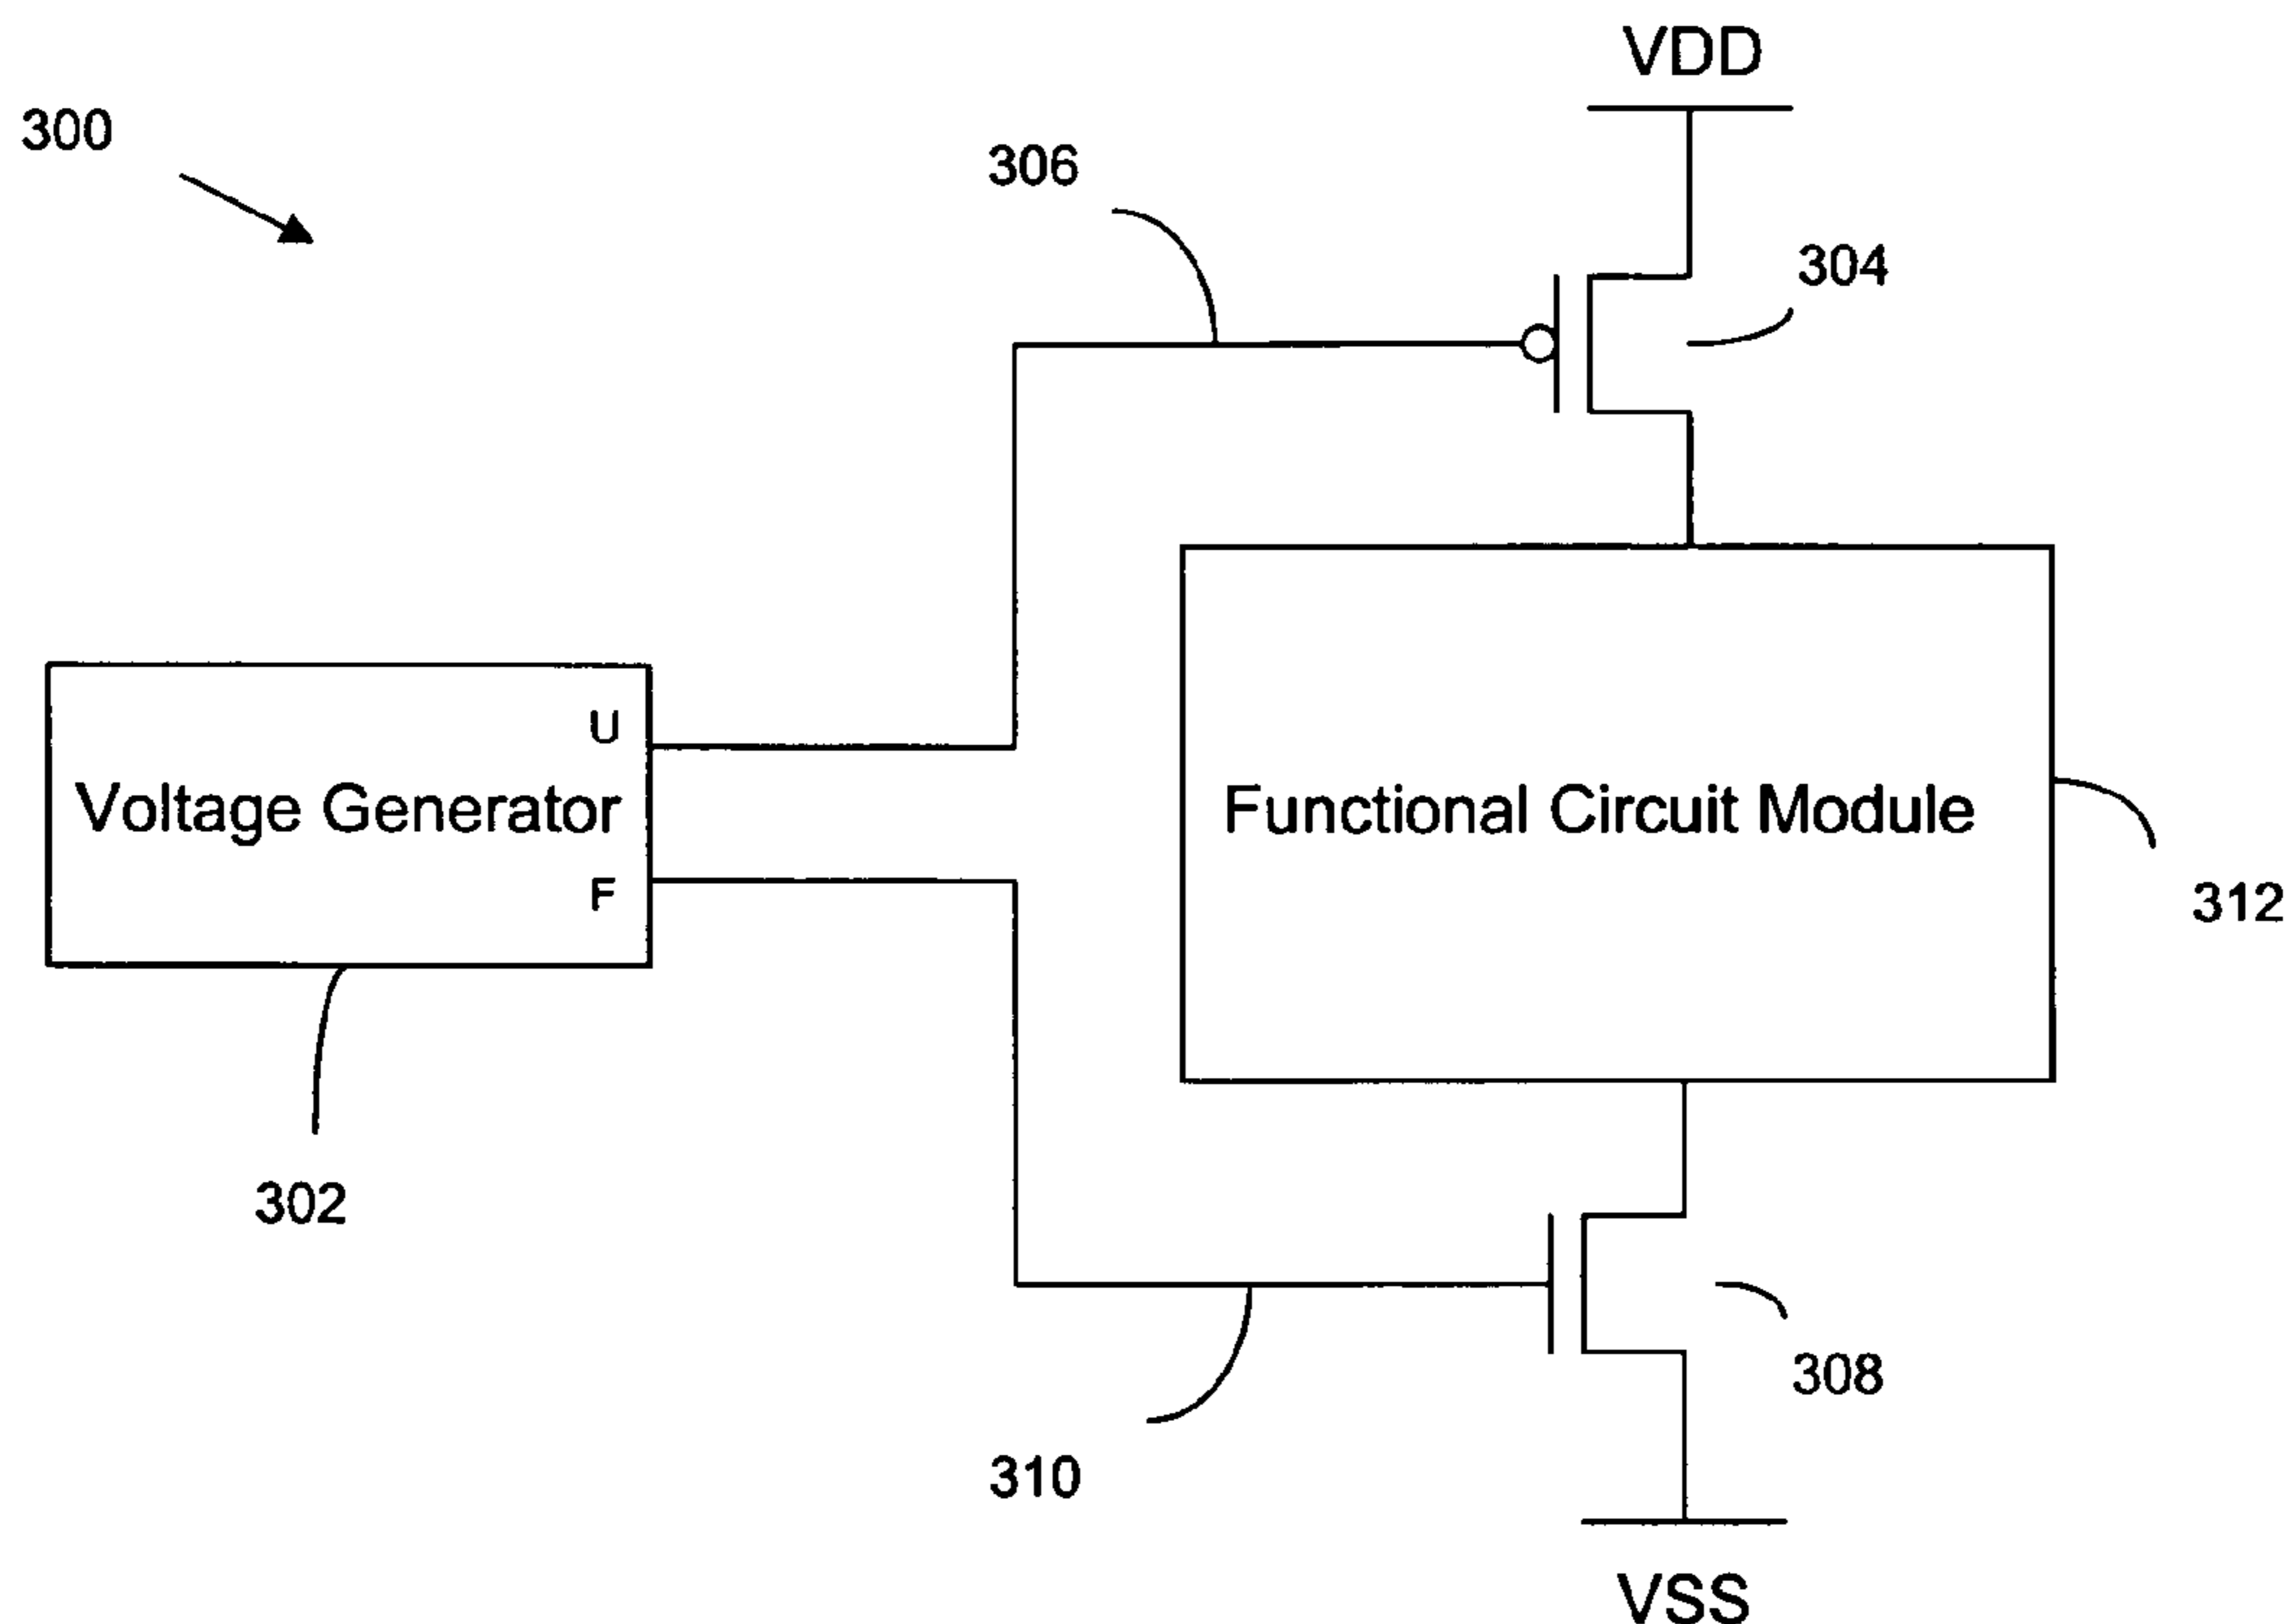 VDD
300
306
304
U
Voltage Generator
F
Functional Circuit Module
312
302
308
310
VSS